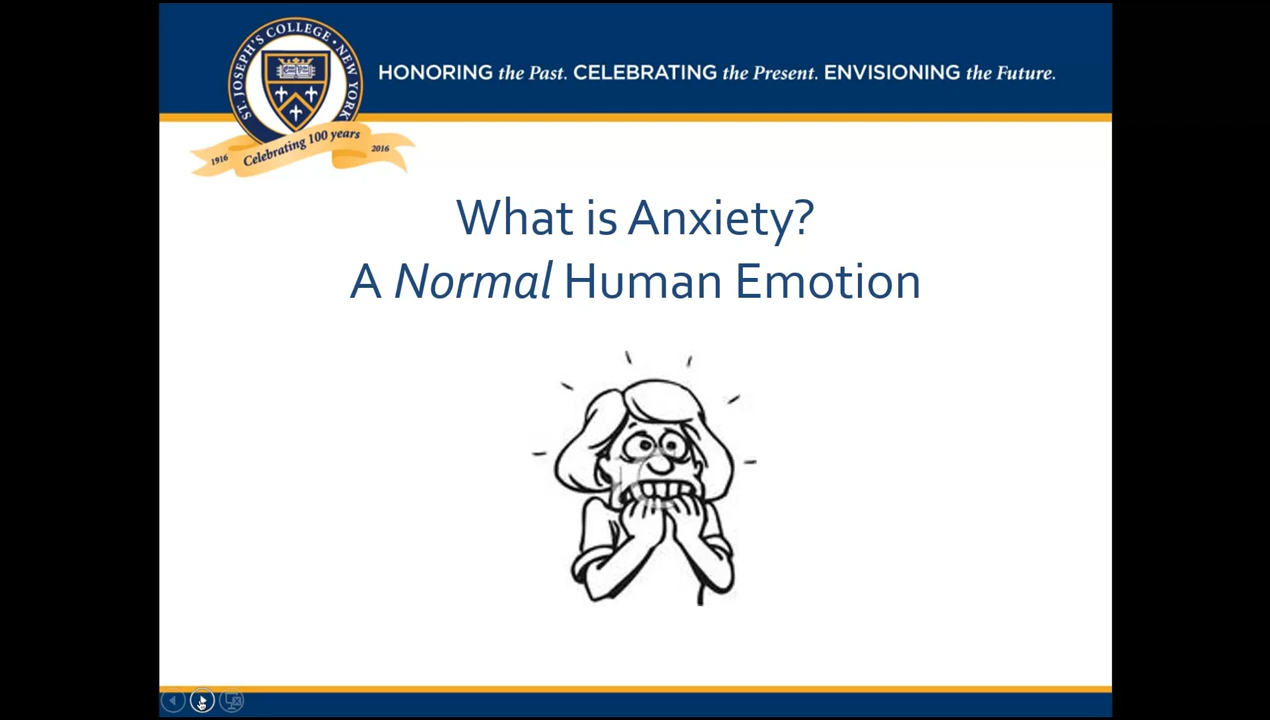 ST. JOSEPH'S COLLEGE • NEW YORK
HONORING the Past. CELEBRATING the Present. ENVISIONING the Future.
1916 Celebrating 100 years 2016
What is Anxiety?
A Normal Human Emotion